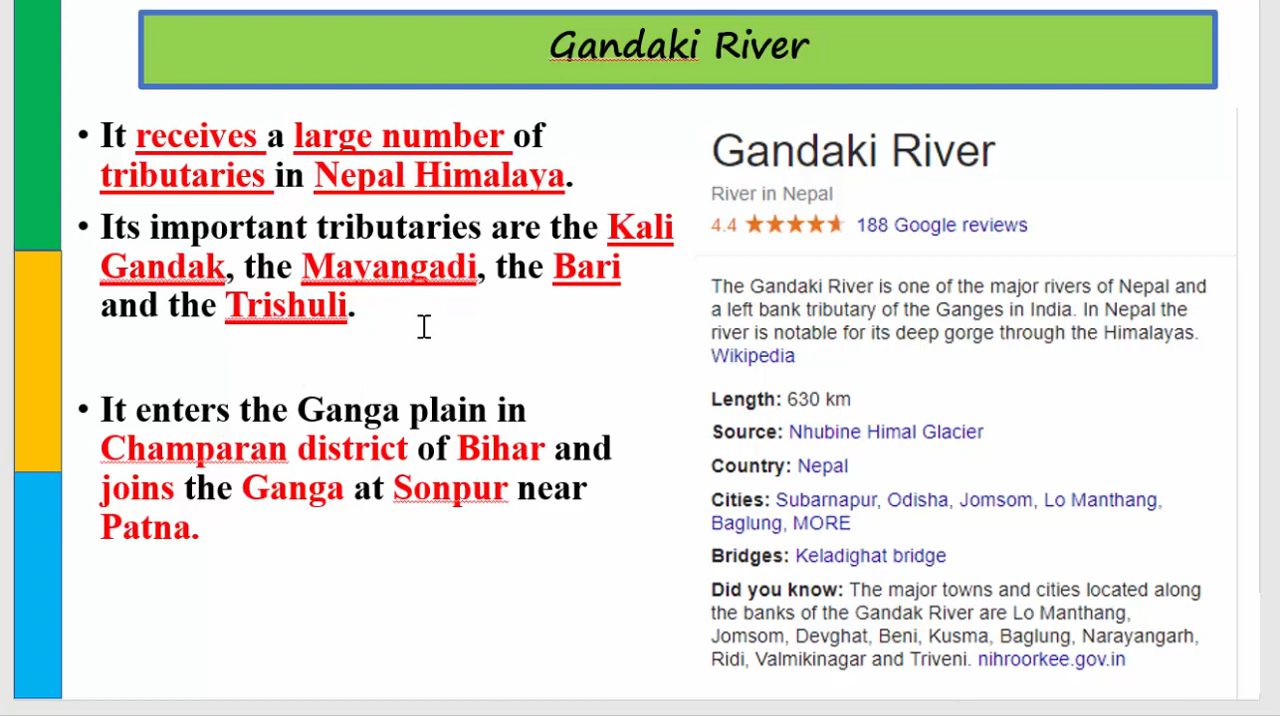 Gandaki River
• It receives a large number of
tributaries in Nepal Himalaya.
• Its important tributaries are the Kali
Gandak, the Mayangadi, the Bari
and the Trishuli.
• It enters the Ganga plain in
Champaran district of Bihar and
joins the Ganga at Sonpur near
Patna.
Gandaki River
River in Nepal
4.4 ★★★★★ 188 Google reviews
The Gandaki River is one of the major rivers of Nepal and
a left bank tributary of the Ganges in India. In Nepal the
river is notable for its deep gorge through the Himalayas.
Wikipedia
Length: 630 km
Source: Nhubine Himal Glacier
Country: Nepal
Cities: Subarnapur, Odisha, Jomsom, Lo Manthang,
Baglung, MORE
Bridges: Keladighat bridge
Did you know: The major towns and cities located along
the banks of the Gandak River are Lo Manthang,
Jomsom, Devghat, Beni, Kusma, Baglung, Narayangarh,
Ridi, Valmikinagar and Triveni. nihroorkee.gov.in